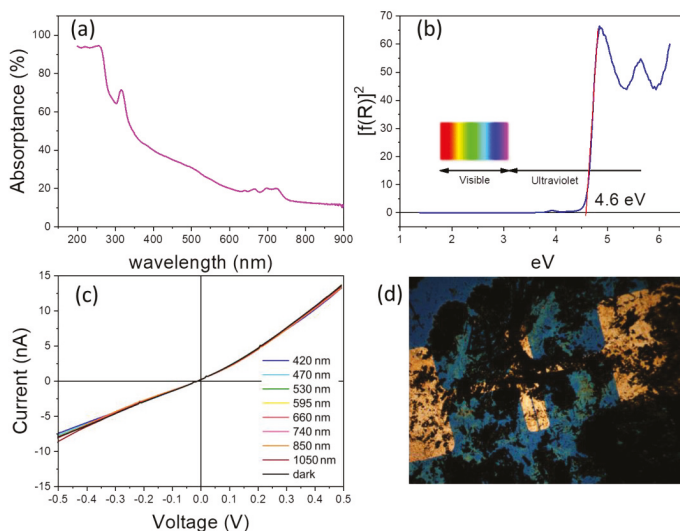 (a)
Absorptance (%)
100
80
60
40
20
0
200 300 400 500 600 700 800 900
wavelength (nm)
(b)
[f(R)]²
70
60
50
40
30
20
10
0
Visible Ultraviolet
4.6 eV
1 2 3 4 5 6
eV
(c)
Current (nA)
15
10
5
0
-5
-10
-15
420 nm
470 nm
530 nm
595 nm
660 nm
740 nm
850 nm
1050 nm
dark
-0.5 -0.4 -0.3 -0.2 -0.1 0.0 0.1 0.2 0.3 0.4 0.5
Voltage (V)
(d)